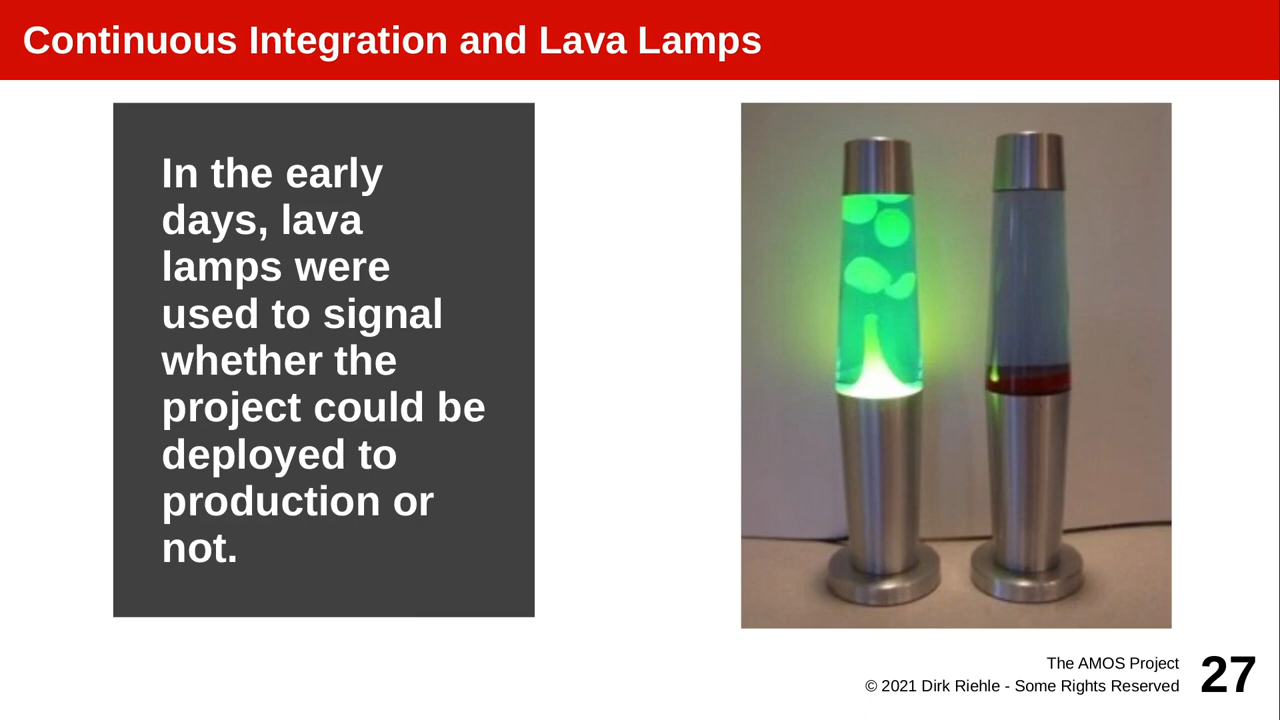 Continuous Integration and Lava Lamps
In the early
days, lava
lamps were
used to signal
whether the
project could be
deployed to
production or
not.
The AMOS Project
© 2021 Dirk Riehle - Some Rights Reserved
27